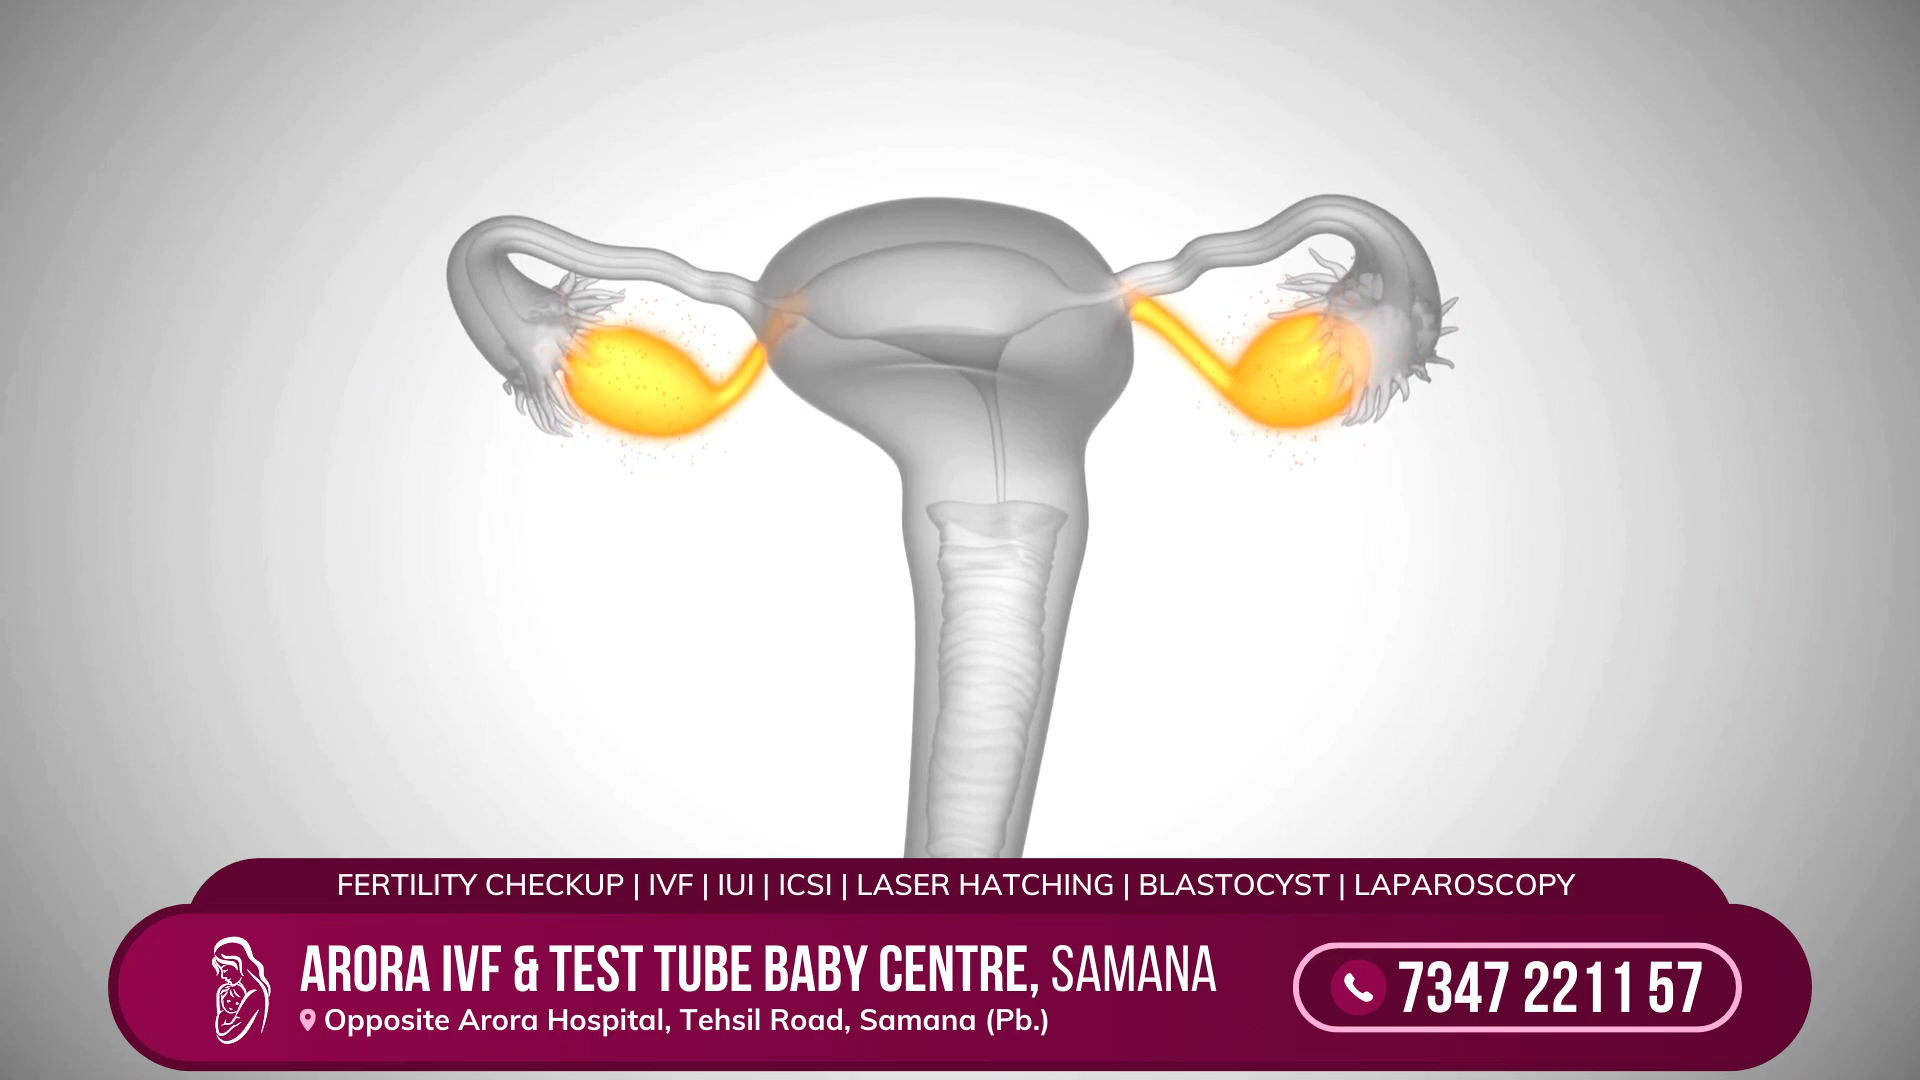 FERTILITY CHECKUP | IVF | IUI | ICSI | LASER HATCHING | BLASTOCYST | LAPAROSCOPY
ARORA IVF & TEST TUBE BABY CENTRE, SAMANA
Opposite Arora Hospital, Tehsil Road, Samana (Pb.)
7347 2211 57